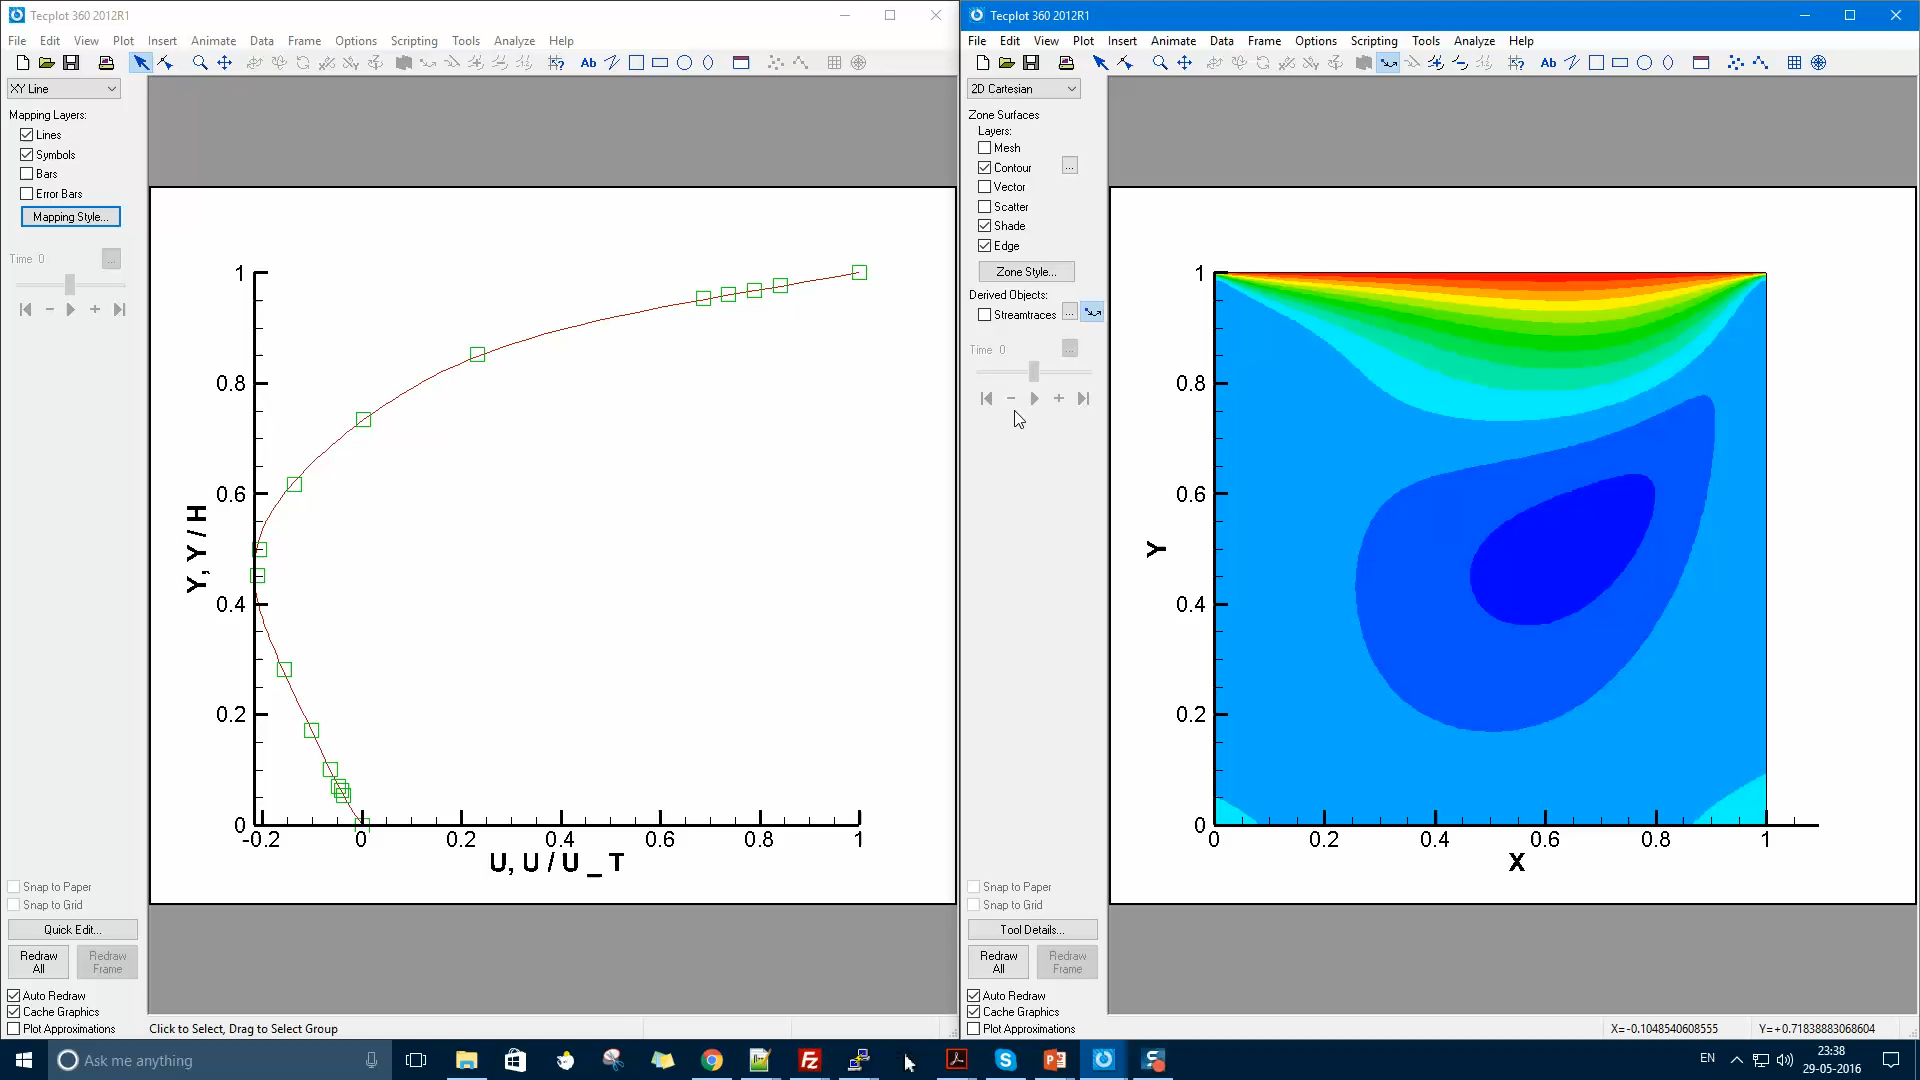 Tecplot 360 2012R1
File Edit View Plot Insert Animate Data Frame Options Scripting Tools Analyze Help
Ab
XY Line
Mapping Layers:
Lines
Symbols
Bars
Error Bars
Mapping Style...
Time 0
...
1
0.8
0.6
0.4
0.2
0
Y, Y / H
-0.2 0 0.2 0.4 0.6 0.8 1
U, U / U _ T
Snap to Paper
Snap to Grid
Quick Edit...
Redraw All
Redraw Frame
Auto Redraw
Cache Graphics
Plot Approximations
Click to Select, Drag to Select Group
Tecplot 360 2012R1
File Edit View Plot Insert Animate Data Frame Options Scripting Tools Analyze Help
Ab
2D Cartesian
Zone Surfaces
Layers:
Mesh
Contour ...
Vector
Scatter
Shade
Edge
Zone Style...
Derived Objects:
Streamtraces ...
Time 0
...
1
0.8
0.6
0.4
0.2
0
Y
0 0.2 0.4 0.6 0.8 1
X
Snap to Paper
Snap to Grid
Tool Details...
Redraw All
Redraw Frame
Auto Redraw
Cache Graphics
Plot Approximations
X=-0.1048540608555 Y=+0.71838883068604
Ask me anything
EN
23:38
29-05-2016